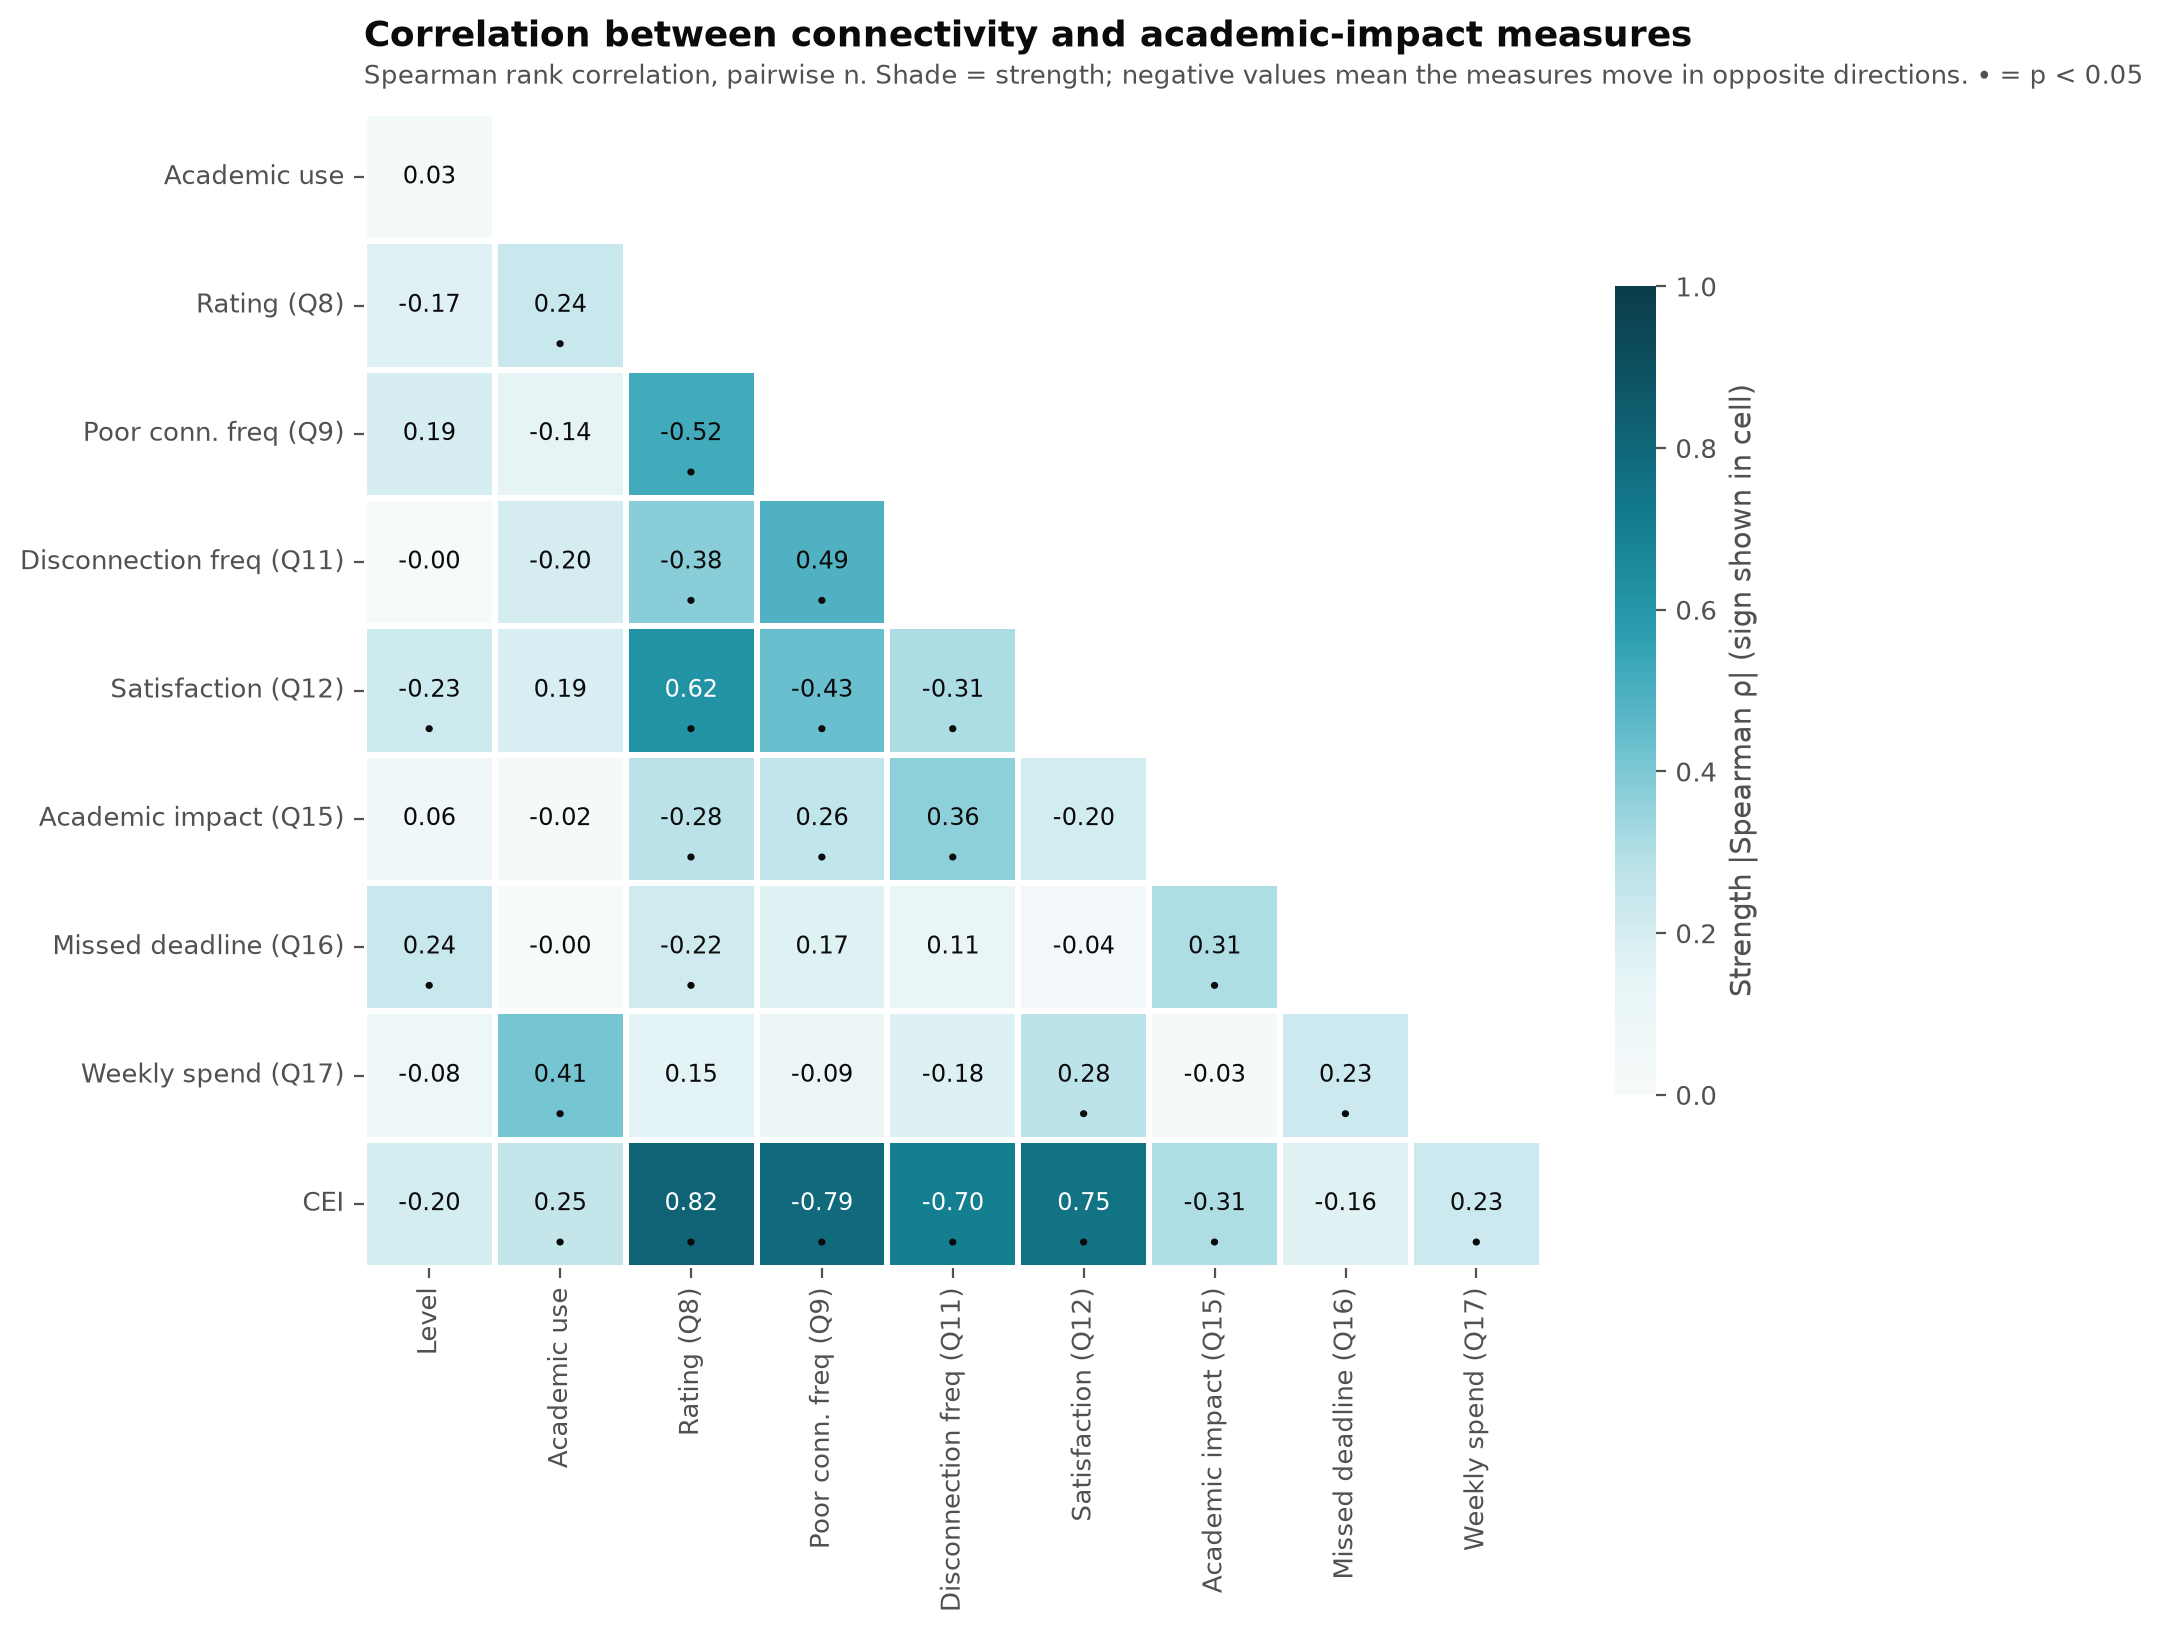 Correlation between connectivity and academic-impact measures
Spearman rank correlation, pairwise n. Shade = strength; negative values mean the measures move in opposite directions. • = p < 0.05
Academic use 0.03
Rating (Q8) -0.17 0.24
• 
Poor conn. freq (Q9) 0.19 -0.14 -0.52
•
Disconnection freq (Q11) -0.00 -0.20 -0.38 0.49
• •
Satisfaction (Q12) -0.23 0.19 0.62 -0.43 -0.31
• • • •
Academic impact (Q15) 0.06 -0.02 -0.28 0.26 0.36 -0.20
• • •
Missed deadline (Q16) 0.24 -0.00 -0.22 0.17 0.11 -0.04 0.31
• • •
Weekly spend (Q17) -0.08 0.41 0.15 -0.09 -0.18 0.28 -0.03 0.23
• • •
CEI -0.20 0.25 0.82 -0.79 -0.70 0.75 -0.31 -0.16 0.23
• • • • • • •
Level
Academic use
Rating (Q8)
Poor conn. freq (Q9)
Disconnection freq (Q11)
Satisfaction (Q12)
Academic impact (Q15)
Missed deadline (Q16)
Weekly spend (Q17)
1.0
0.8
0.6
0.4
0.2
0.0
Strength |Spearman ρ| (sign shown in cell)